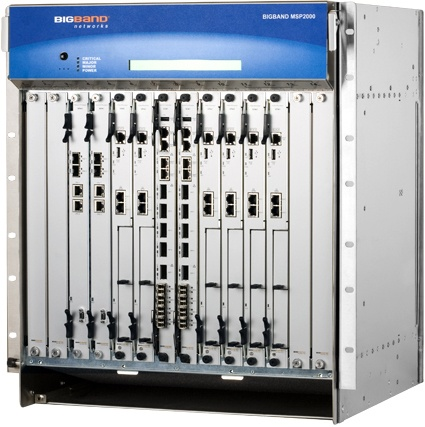 BIGBAND
networks
BIGBAND MSP2000
CRITICAL
MAJOR
MINOR
POWER